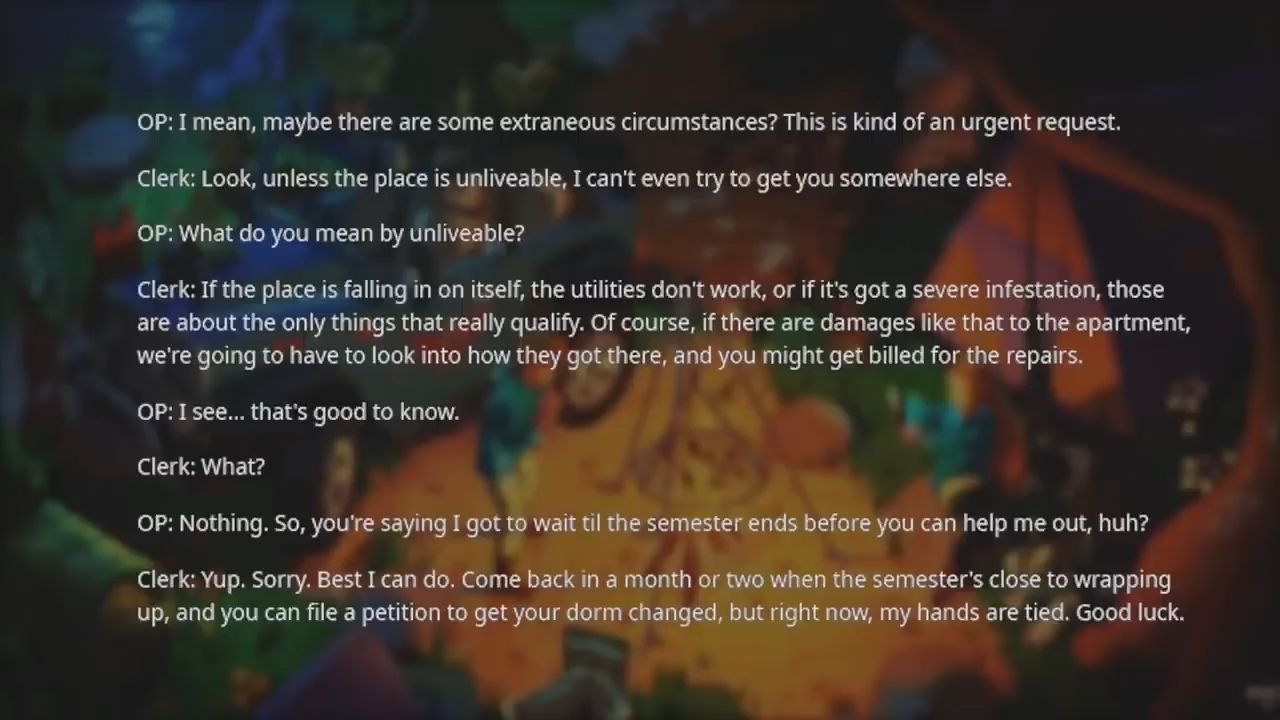 OP: I mean, maybe there are some extraneous circumstances? This is kind of an urgent request.
Clerk: Look, unless the place is unliveable, I can't even try to get you somewhere else.
OP: What do you mean by unliveable?
Clerk: If the place is falling in on itself, the utilities don't work, or if it's got a severe infestation, those
are about the only things that really qualify. Of course, if there are damages like that to the apartment,
we're going to have to look into how they got there, and you might get billed for the repairs.
OP: I see... that's good to know.
Clerk: What?
OP: Nothing. So, you're saying I got to wait til the semester ends before you can help me out, huh?
Clerk: Yup. Sorry. Best I can do. Come back in a month or two when the semester's close to wrapping
up, and you can file a petition to get your dorm changed, but right now, my hands are tied. Good luck.